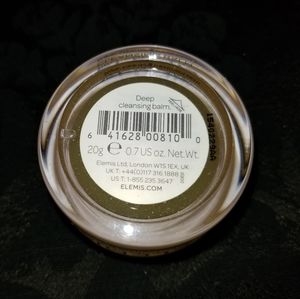 Deep
cleansing balm.
6 41628 00810 0
20g e 0.7 US oz. Net.Wt.
Elemis Ltd, London W1S 1EX, UK
UK T: +44(0)117 316 1888
US T: 1-855 235 3647
ELEMIS.COM